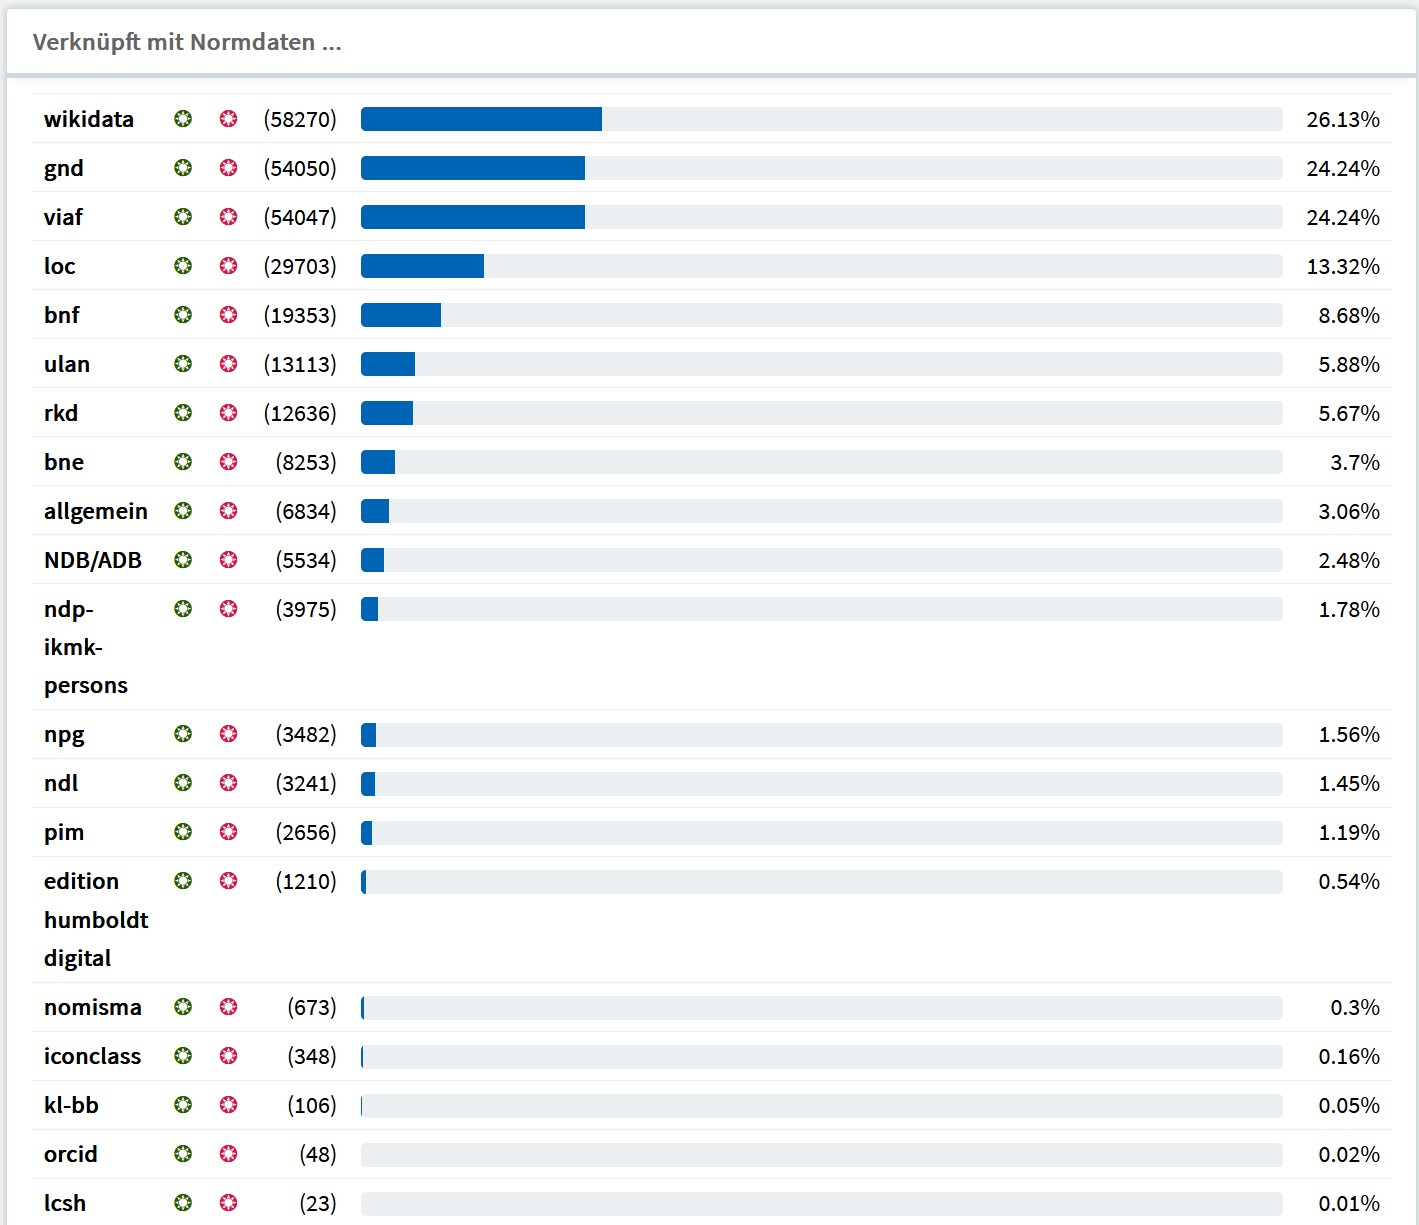 Verknüpft mit Normdaten ...
wikidata (58270) 26.13%
gnd (54050) 24.24%
viaf (54047) 24.24%
loc (29703) 13.32%
bnf (19353) 8.68%
ulan (13113) 5.88%
rkd (12636) 5.67%
bne (8253) 3.7%
allgemein (6834) 3.06%
NDB/ADB (5534) 2.48%
ndp- (3975) 1.78%
ikmk-
persons
npg (3482) 1.56%
ndl (3241) 1.45%
pim (2656) 1.19%
edition (1210) 0.54%
humboldt
digital
nomisma (673) 0.3%
iconclass (348) 0.16%
kl-bb (106) 0.05%
orcid (48) 0.02%
lcsh (23) 0.01%